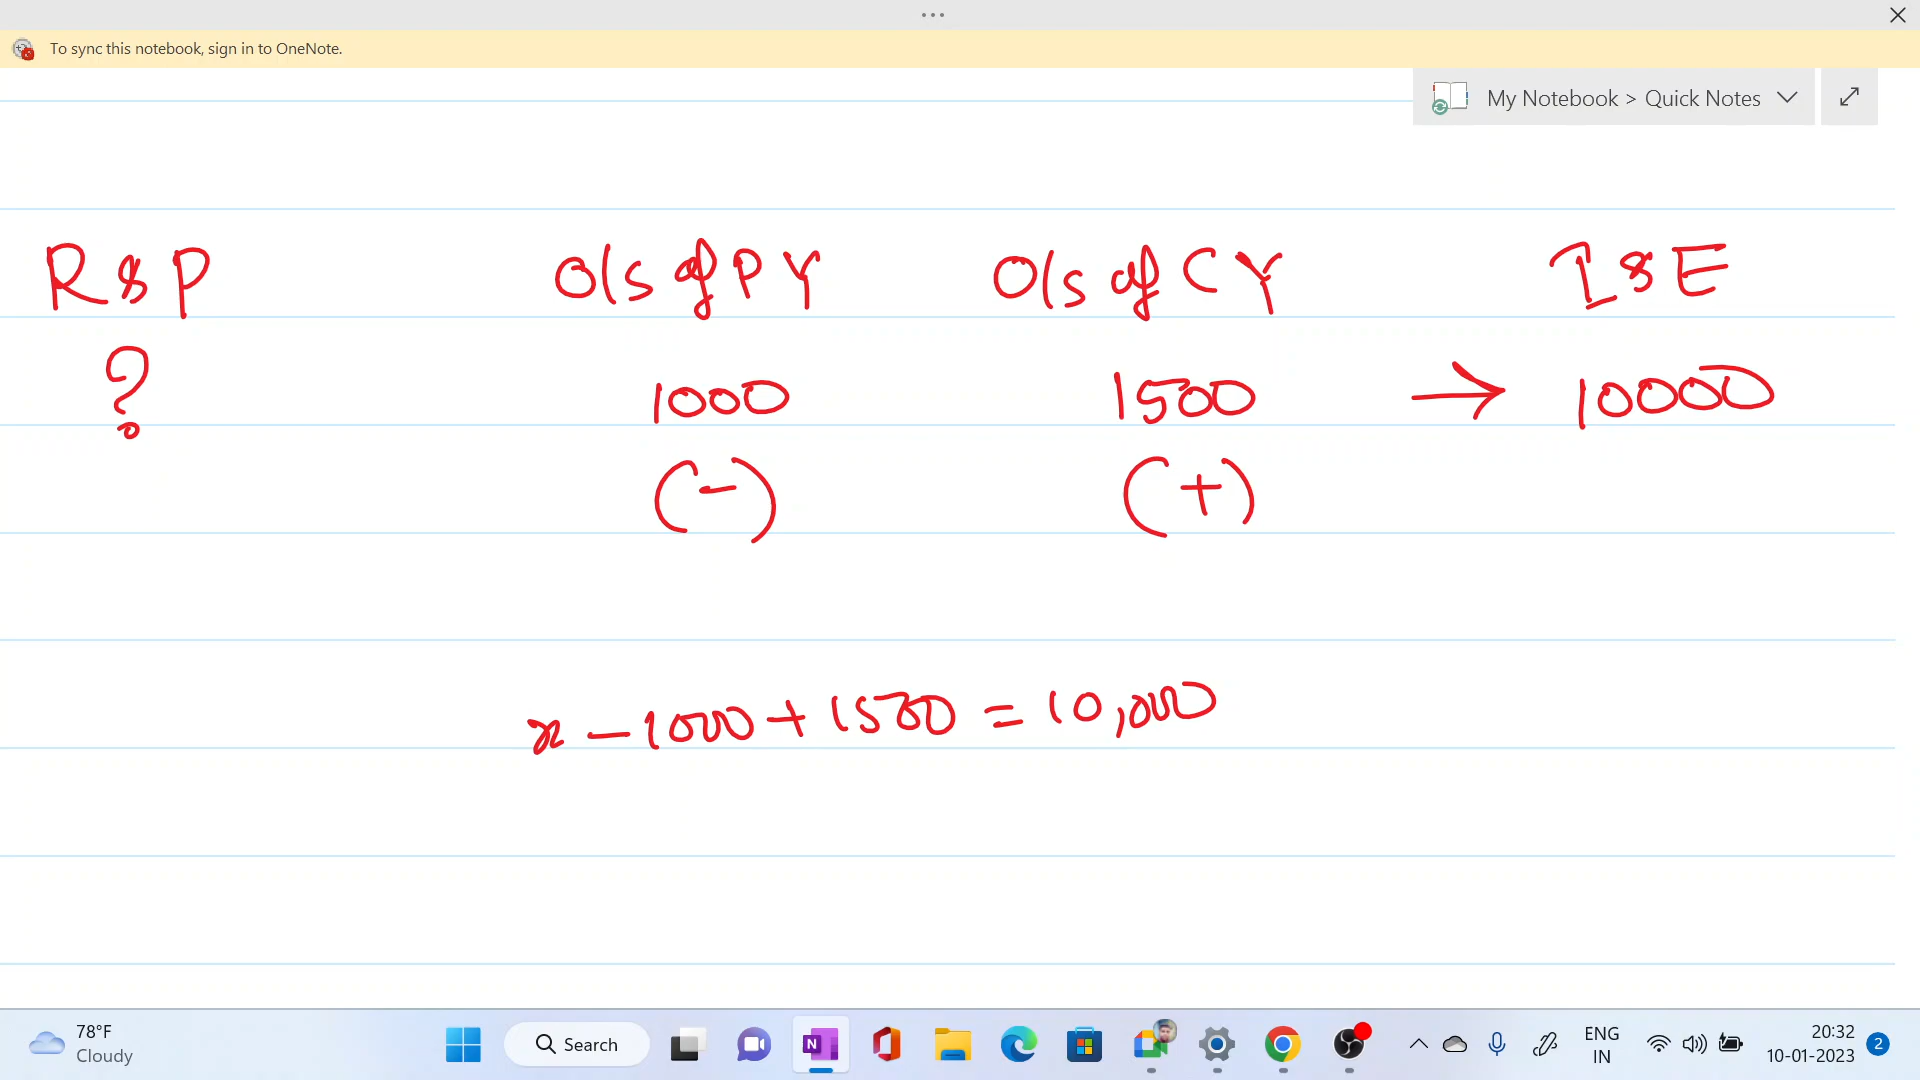 To sync this notebook, sign in to OneNote.
My Notebook > Quick Notes
R & P O/S of PY O/S of CY I & E
? 1000 1500 → 10000
(-) (+)
x - 1000 + 1500 = 10,000
78°F
Cloudy
Search
ENG
IN
20:32
10-01-2023
2